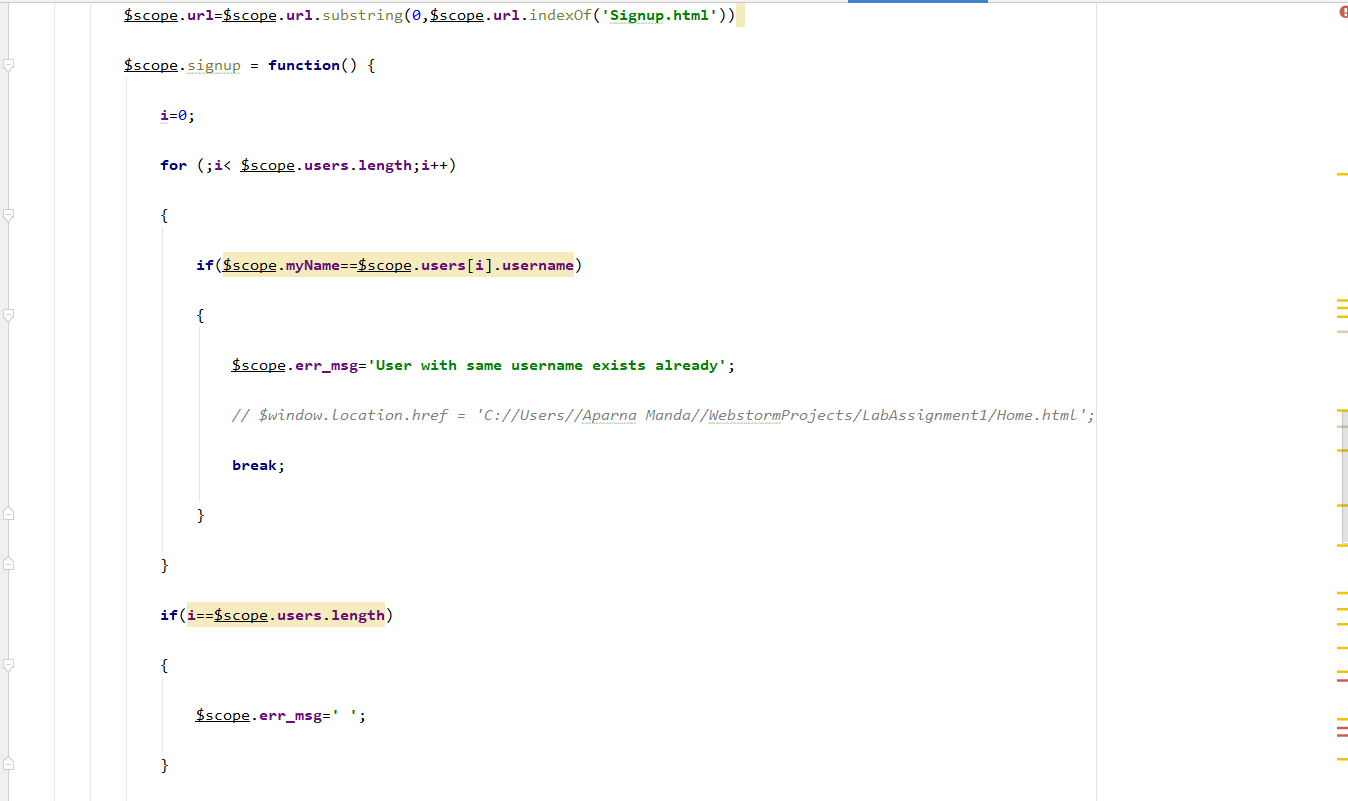 $scope.url=$scope.url.substring(0,$scope.url.indexOf('Signup.html'))
$scope.signup = function() {
i=0;
for (;i< $scope.users.length;i++)
{
if($scope.myName==$scope.users[i].username)
{
$scope.err_msg='User with same username exists already';
// $window.location.href = 'C://Users//Aparna Manda//WebstormProjects/LabAssignment1/Home.html';
break;
}
}
if(i==$scope.users.length)
{
$scope.err_msg=' ';
}